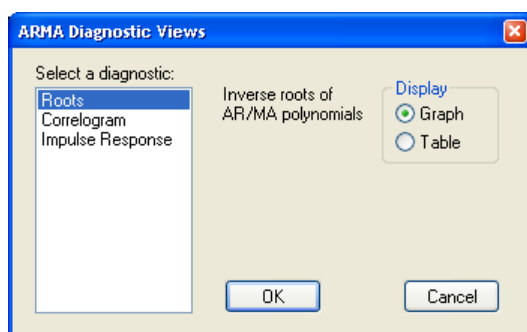 ARMA Diagnostic Views
Select a diagnostic:
Roots
Correlogram
Impulse Response
Inverse roots of
AR/MA polynomials
Display
Graph
Table
OK
Cancel